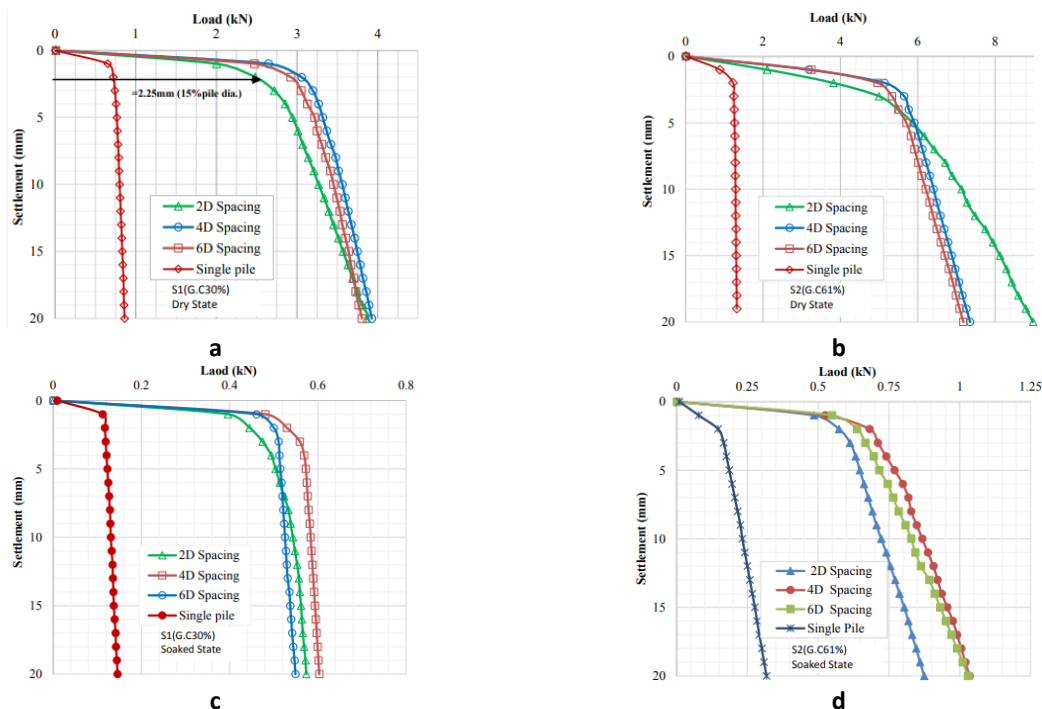 Load (kN)
0 1 2 3 4
0
5
10
15
20
Settlement (mm)
=2.25mm (15%pile dia.)
2D Spacing
4D Spacing
6D Spacing
Single pile
S1(G.C30%)
Dry State
a
Load (kN)
0 2 4 6 8
0
5
10
15
20
Settlement (mm)
2D Spacing
4D Spacing
6D Spacing
Single pile
S2(G.C61%)
Dry State
b
Laod (kN)
0 0.2 0.4 0.6 0.8
0
5
10
15
20
Settlement (mm)
2D Spacing
4D Spacing
6D Spacing
Single pile
S1(G.C30%)
Soaked State
c
Laod (kN)
0 0.25 0.5 0.75 1 1.25
0
5
10
15
20
Settlement (mm)
2D Spacing
4D Spacing
6D Spacing
Single Pile
S2(G.C61%)
Soaked State
d